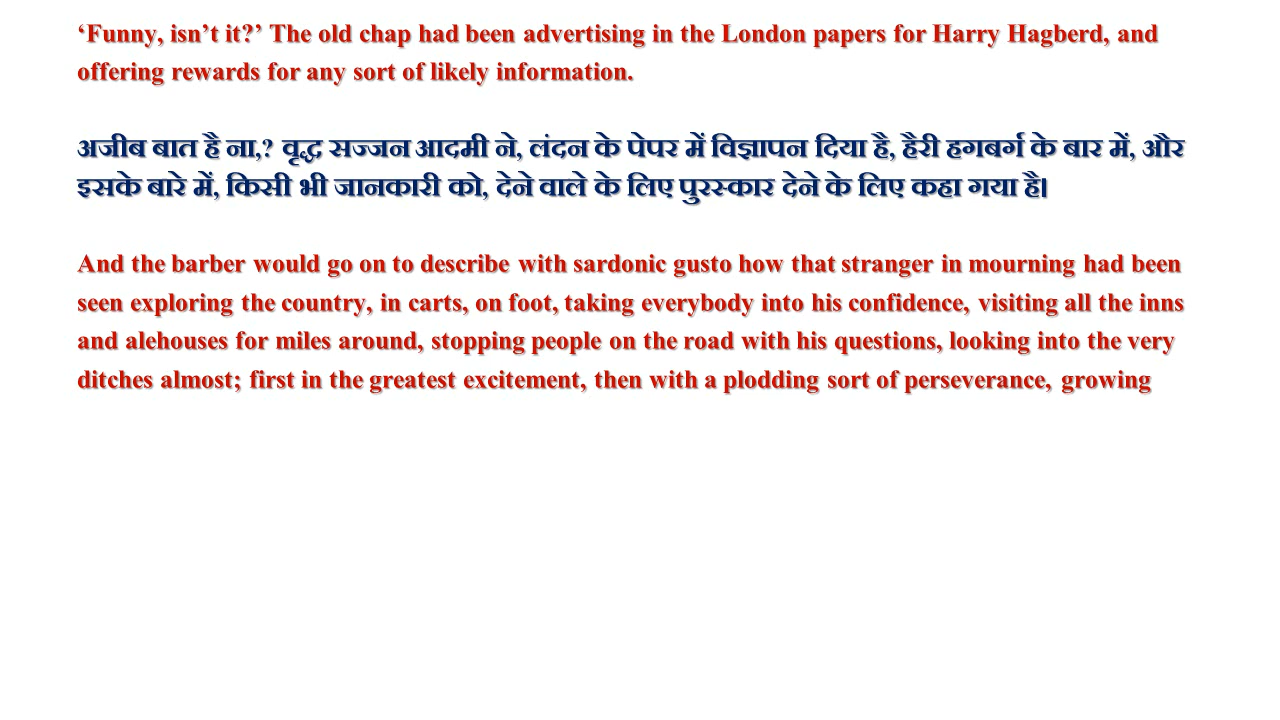 ‘Funny, isn’t it?’ The old chap had been advertising in the London papers for Harry Hagberd, and
offering rewards for any sort of likely information.
अजीब बात है ना,? वृद्ध सज्जन आदमी ने, लंदन के पेपर में विज्ञापन दिया है, हैरी हगबर्ग के बार में, और
इसके बारे में, किसी भी जानकारी को, देने वाले के लिए पुरस्कार देने के लिए कहा गया है।
And the barber would go on to describe with sardonic gusto how that stranger in mourning had been
seen exploring the country, in carts, on foot, taking everybody into his confidence, visiting all the inns
and alehouses for miles around, stopping people on the road with his questions, looking into the very
ditches almost; first in the greatest excitement, then with a plodding sort of perseverance, growing